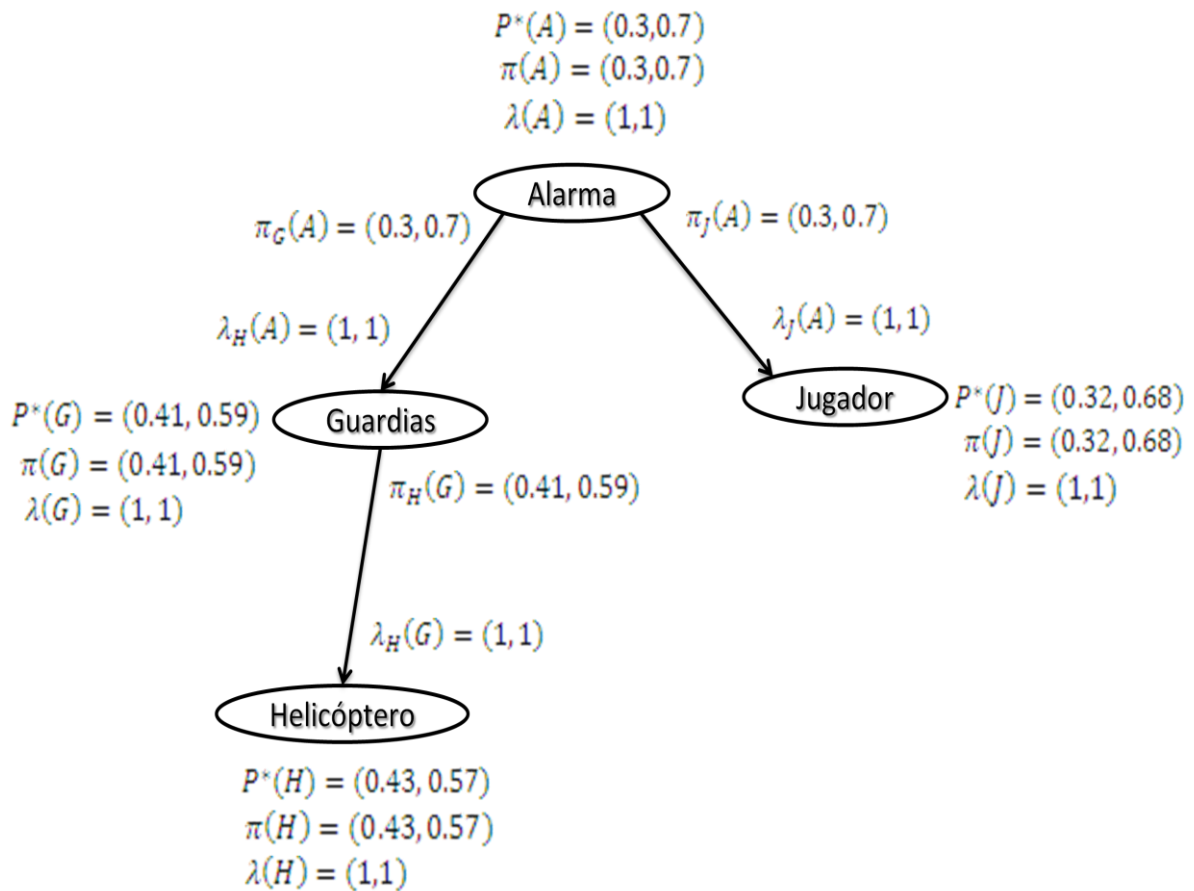 P*(A) = (0.3,0.7)
π(A) = (0.3,0.7)
λ(A) = (1,1)
Alarma
π_G(A) = (0.3, 0.7)
π_J(A) = (0.3, 0.7)
λ_H(A) = (1, 1)
λ_J(A) = (1, 1)
Guardias
P*(G) = (0.41, 0.59)
π(G) = (0.41, 0.59)
λ(G) = (1, 1)
Jugador
P*(J) = (0.32, 0.68)
π(J) = (0.32, 0.68)
λ(J) = (1,1)
π_H(G) = (0.41, 0.59)
λ_H(G) = (1, 1)
Helicóptero
P*(H) = (0.43, 0.57)
π(H) = (0.43, 0.57)
λ(H) = (1,1)